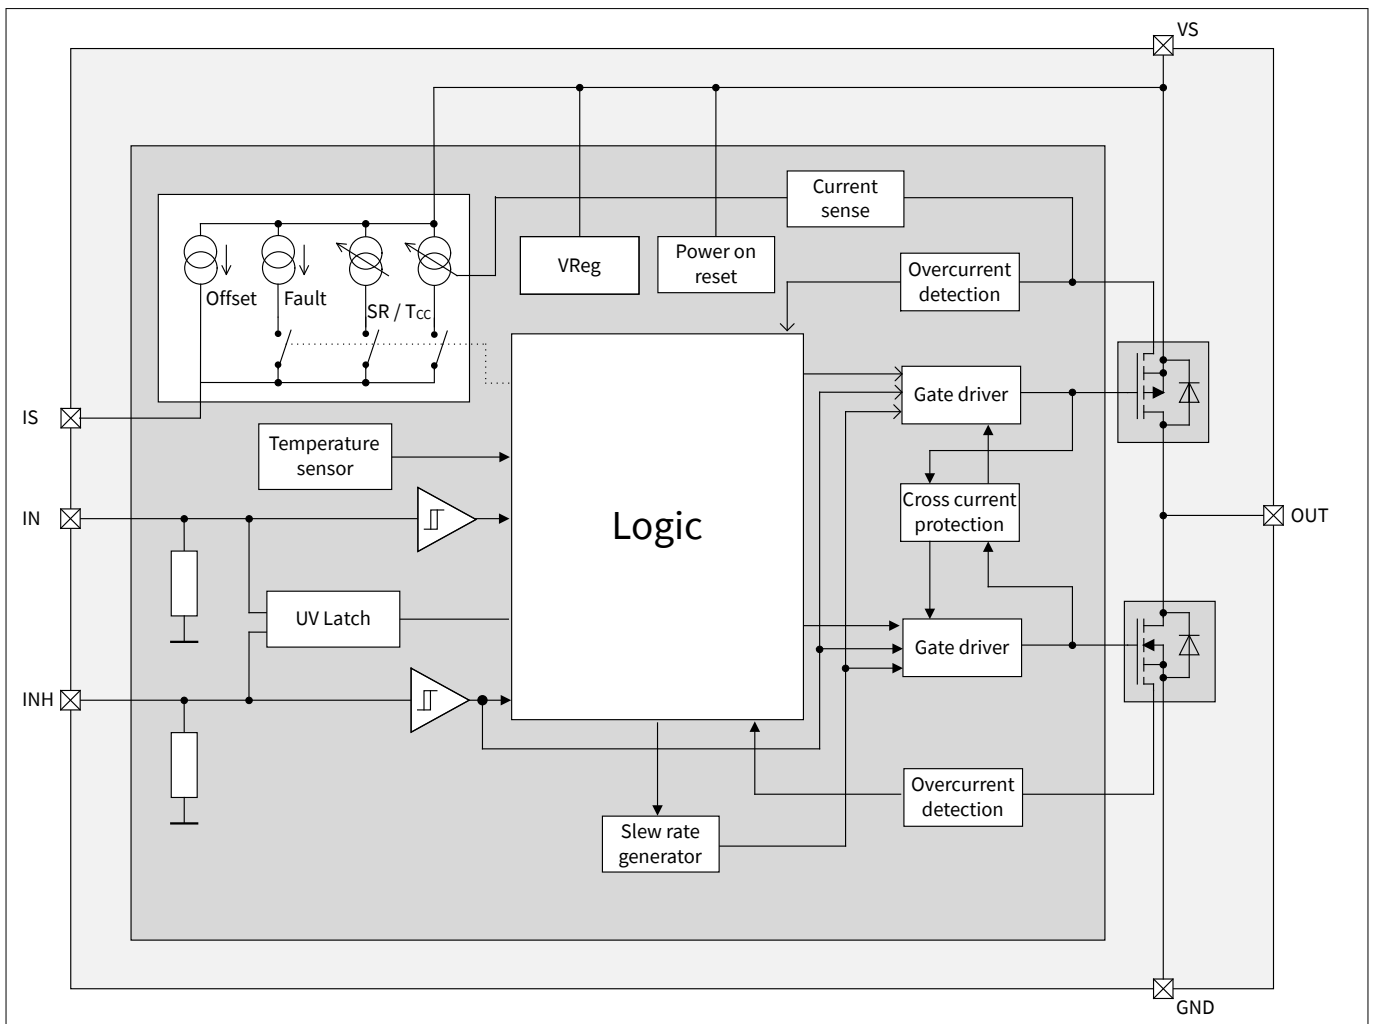 VS
Current
sense
VReg
Power on
reset
Overcurrent
detection
Offset
Fault
SR / TCC
IS
Gate driver
Temperature
sensor
Cross current
protection
IN
Logic
OUT
UV Latch
Gate driver
INH
Overcurrent
detection
Slew rate
generator
GND